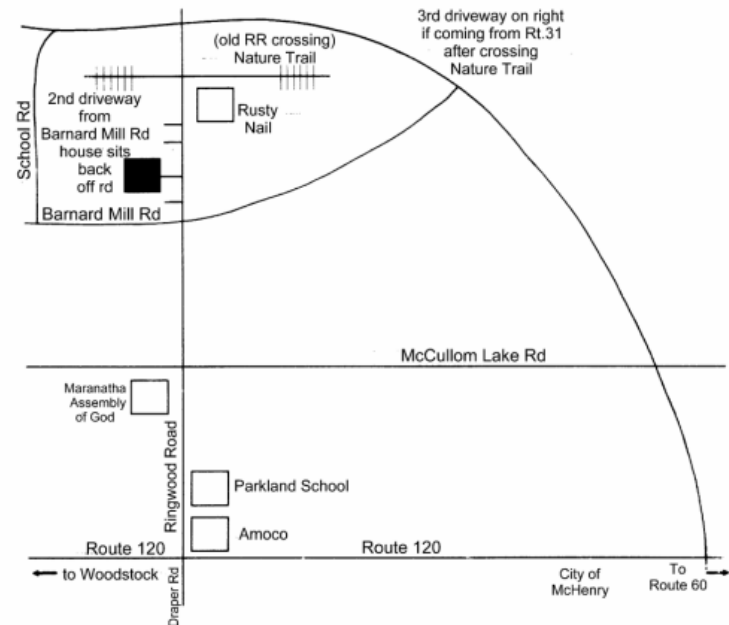 3rd driveway on right
if coming from Rt.31
after crossing
Nature Trail
(old RR crossing)
Nature Trail
School Rd
2nd driveway
from
Barnard Mill Rd
house sits
back
off rd
Rusty
Nail
Barnard Mill Rd
McCullom Lake Rd
Maranatha
Assembly
of God
Ringwood Road
Parkland School
Amoco
Route 120
Route 120
to Woodstock
Draper Rd
City of
McHenry
To
Route 60